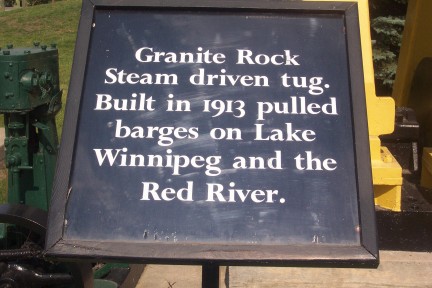 Granite Rock
Steam driven tug.
Built in 1913 pulled
barges on Lake
Winnipeg and the
Red River.